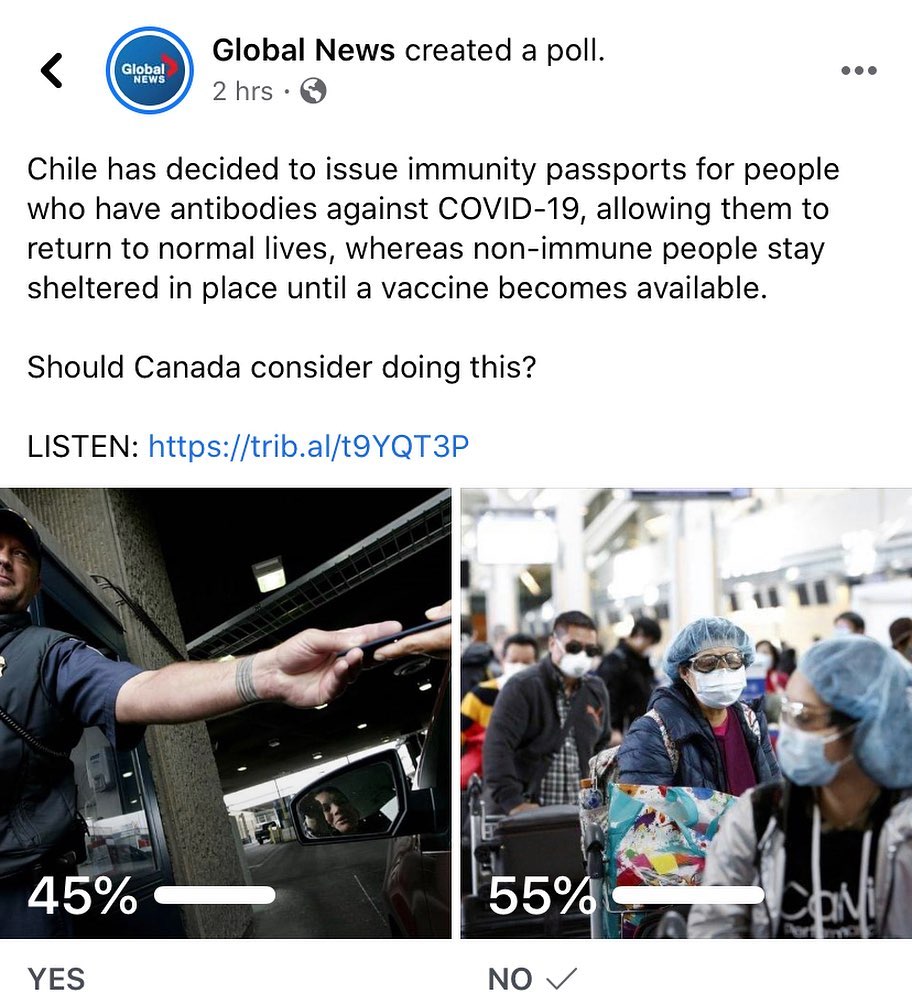 Global News created a poll.
Global
NEWS
2 hrs ·
Chile has decided to issue immunity passports for people
who have antibodies against COVID-19, allowing them to
return to normal lives, whereas non-immune people stay
sheltered in place until a vaccine becomes available.
Should Canada consider doing this?
LISTEN: https://trib.al/t9YQT3P
45%
55%
YES
NO